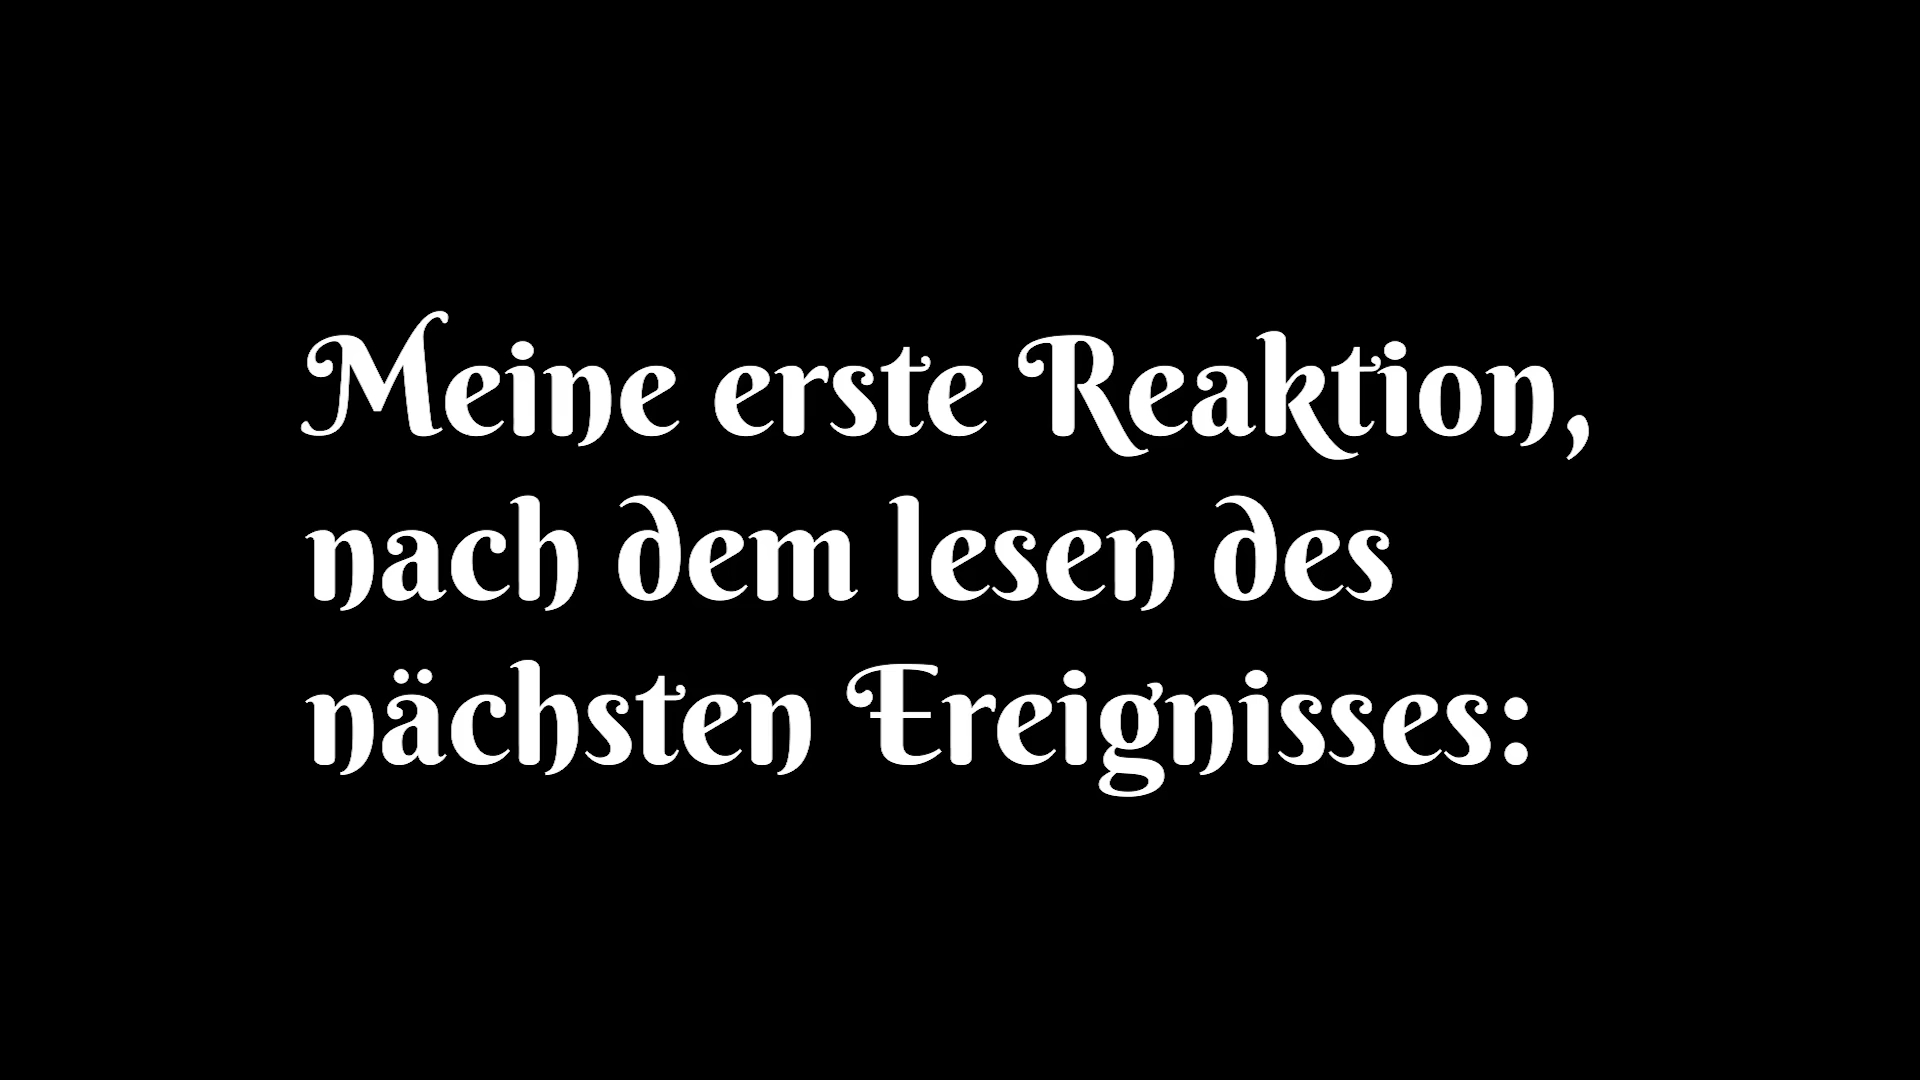 Meine erste Reaktion,
nach dem lesen des
nächsten Ereignisses: